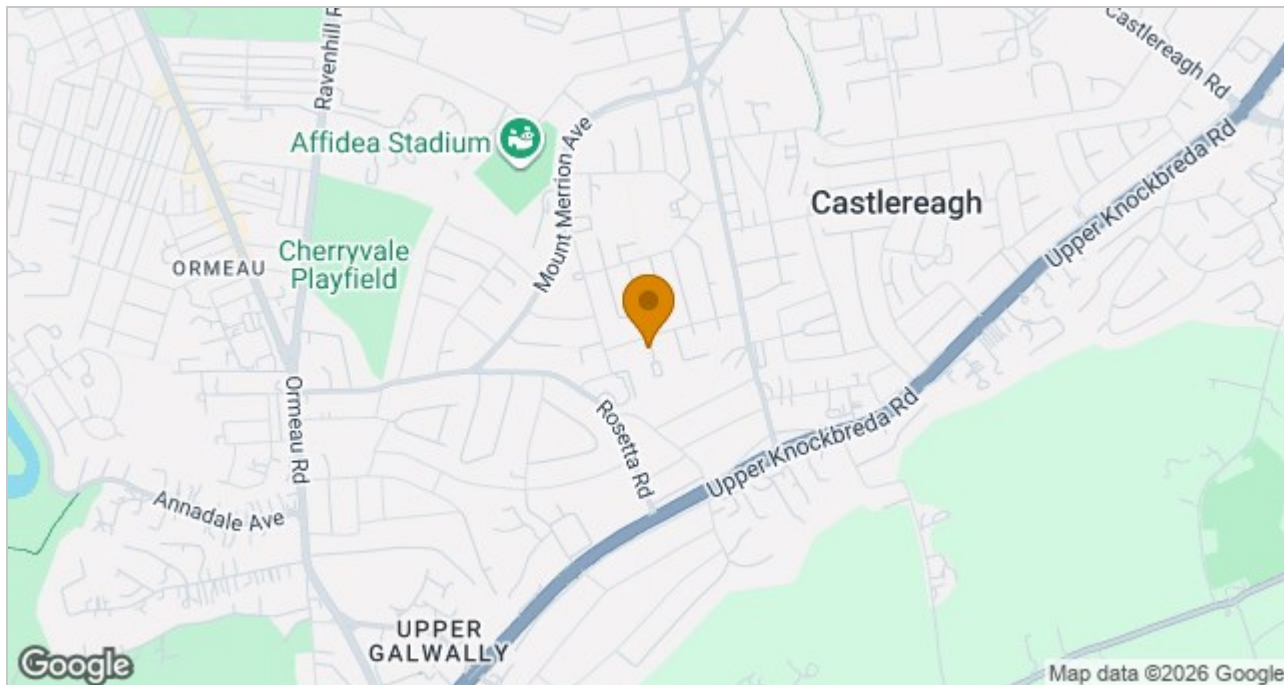 Castlereagh Rd
Ravenhill R
Affidea Stadium
Mount Merrion Ave
Castlereagh
Upper Knockbreda Rd
ORMEAU
Cherryvale
Playfield
Ormeau Rd
Rosetta Rd
Upper Knockbreda Rd
Annadale Ave
UPPER
GALWALLY
Google
Map data ©2026 Google